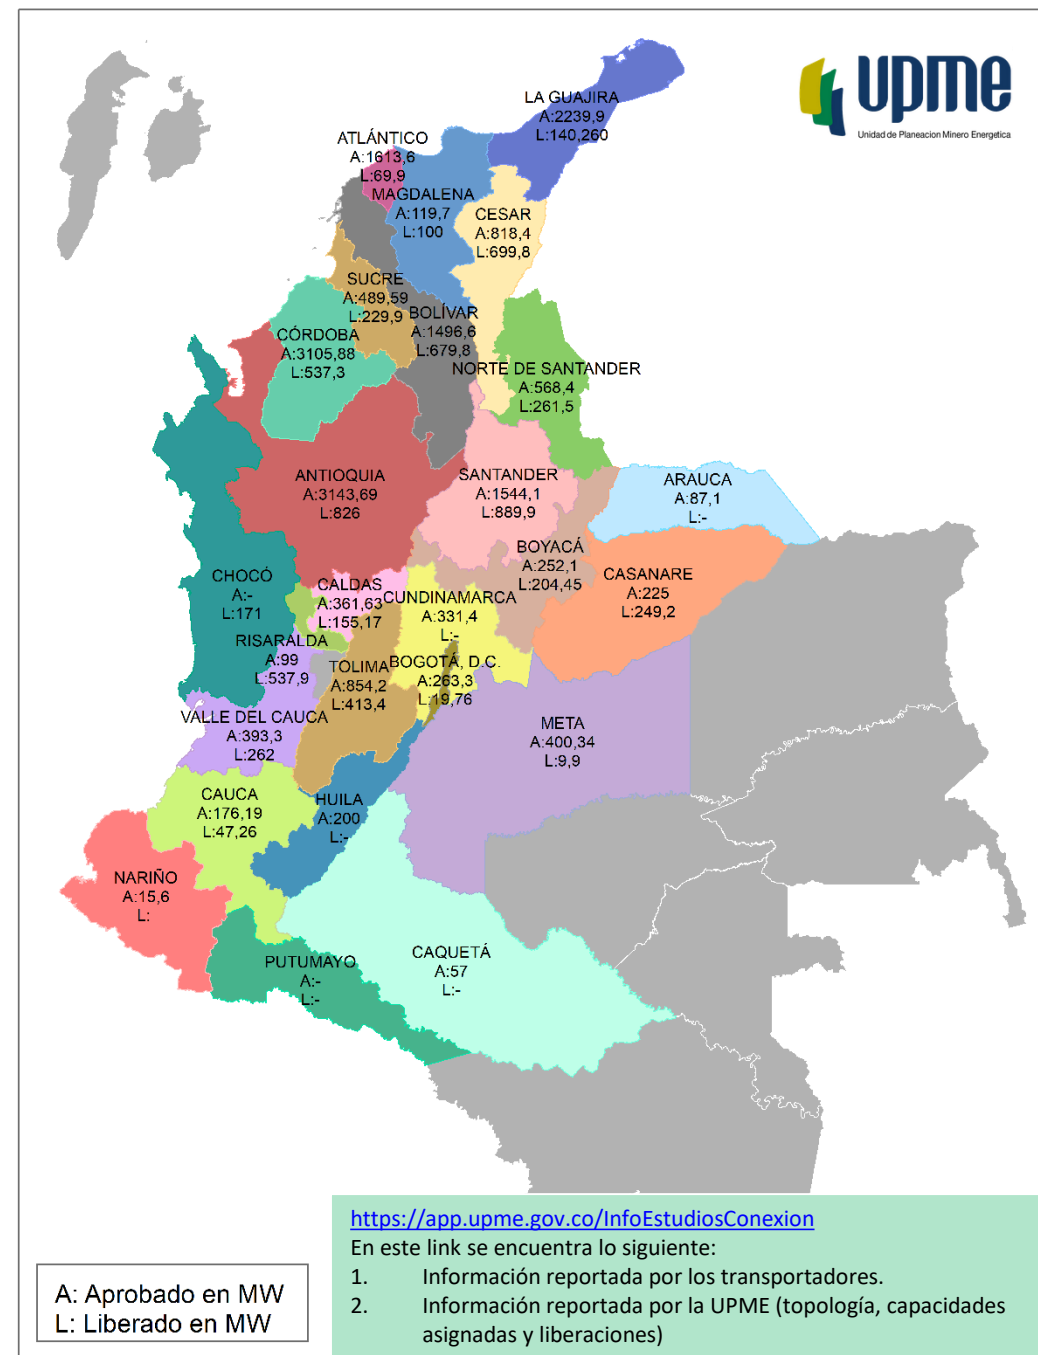 upme
Unidad de Planeacion Minero Energetica
LA GUAJIRA
A:2239,9
L:140,260
ATLÁNTICO
A:1613,6
L:69,9
MAGDALENA
A:119,7
L:100
CESAR
A:818,4
L:699,8
SUCRE
A:489,59
L:229,9
BOLÍVAR
A:1496,6
L:679,8
CÓRDOBA
A:3105,88
L:537,3
NORTE DE SANTANDER
A:568,4
L:261,5
ANTIOQUIA
A:3143,69
L:826
SANTANDER
A:1544,1
L:889,9
ARAUCA
A:87,1
L:-
BOYACÁ
A:252,1
L:204,45
CASANARE
A:225
L:249,2
CHOCÓ
A:-
L:171
CALDAS
A:361,63
L:155,17
CUNDINAMARCA
A:331,4
L:-
RISARALDA
A:99
L:537,9
TOLIMA
A:854,2
L:413,4
BOGOTÁ, D.C.
A:263,3
L:19,76
VALLE DEL CAUCA
A:393,3
L:262
META
A:400,34
L:9,9
CAUCA
A:176,19
L:47,26
HUILA
A:200
L:-
NARIÑO
A:15,6
L:
PUTUMAYO
A:-
L:-
CAQUETÁ
A:57
L:-
A: Aprobado en MW
L: Liberado en MW
https://app.upme.gov.co/InfoEstudiosConexion
En este link se encuentra lo siguiente:
1. Información reportada por los transportadores.
2. Información reportada por la UPME (topología, capacidades
asignadas y liberaciones)